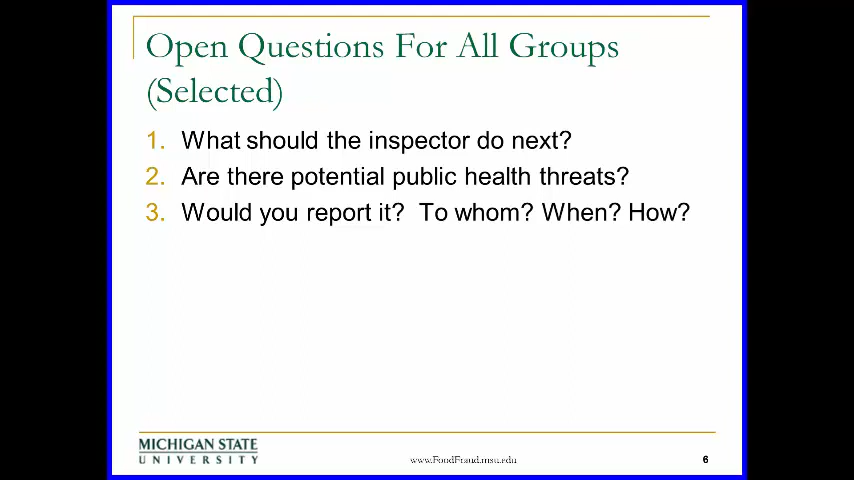 Open Questions For All Groups
(Selected)
1. What should the inspector do next?
2. Are there potential public health threats?
3. Would you report it? To whom? When? How?
MICHIGAN STATE
UNIVERSITY
www.FoodFraud.msu.edu
6